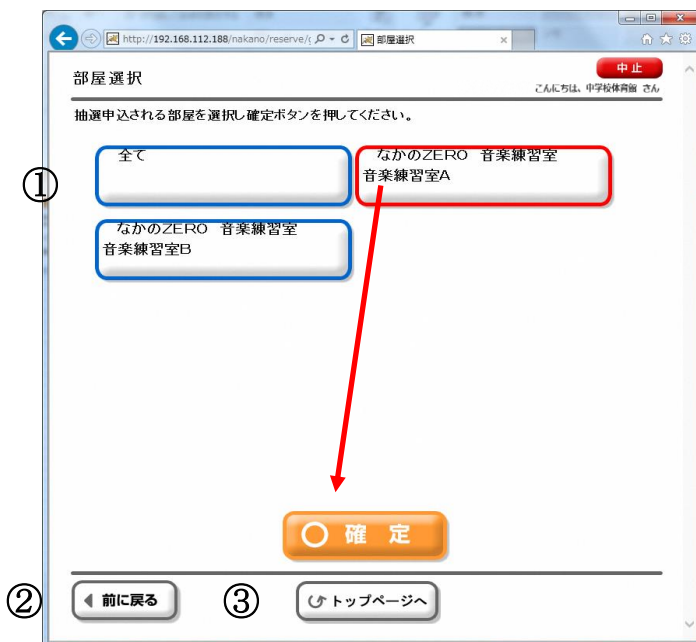 http://192.168.112.188/nakano/reserve/
部屋選択
部屋選択
中止
こんにちは、中学校体育館 さん
抽選申込される部屋を選択し確定ボタンを押してください。
①
全て
なかのZERO 音楽練習室
音楽練習室A
なかのZERO 音楽練習室
音楽練習室B
確 定
②
前に戻る
③
トップページへ